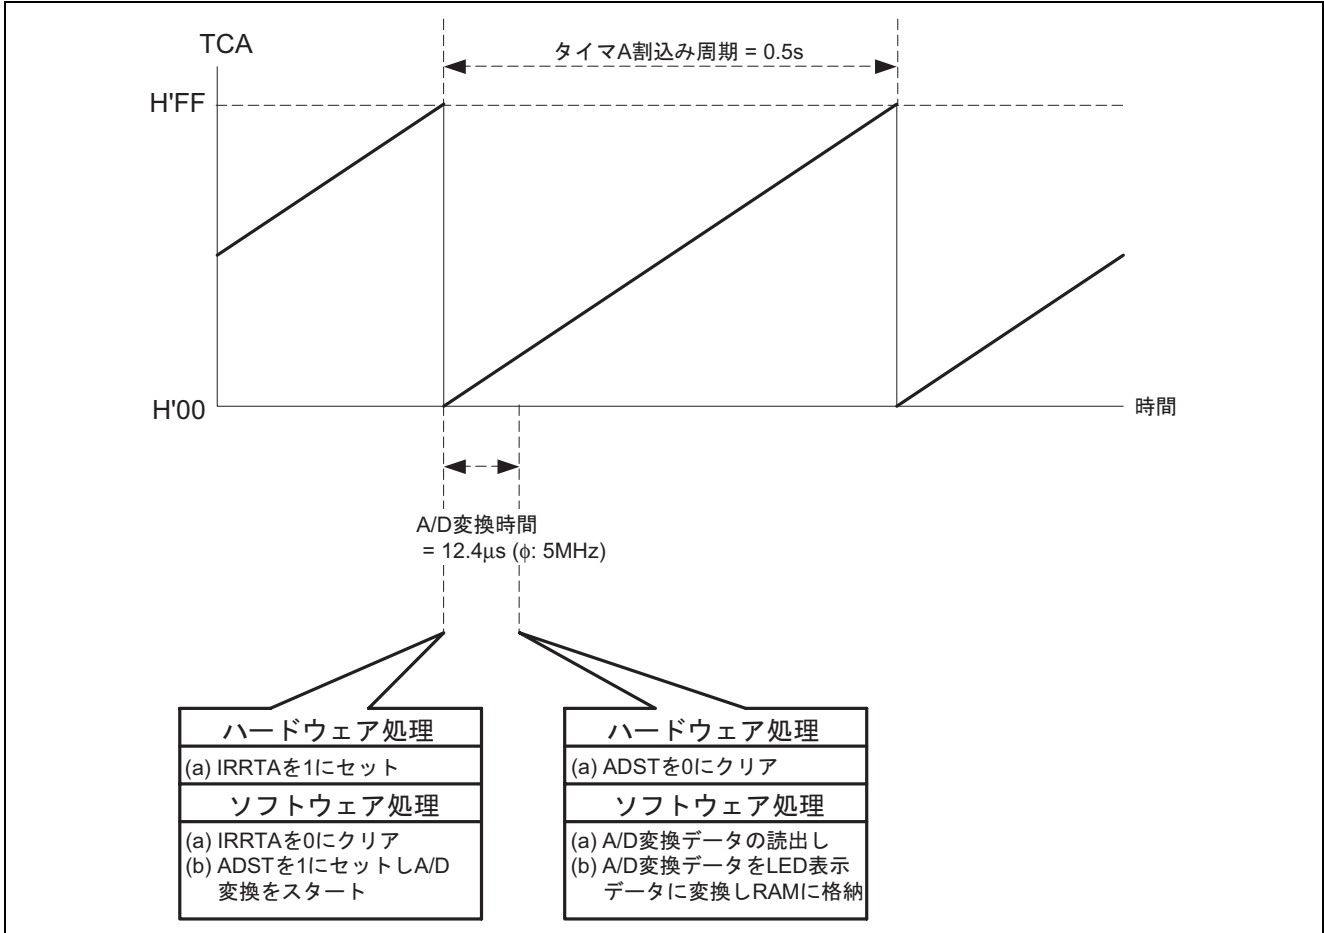 TCA
タイマA割込み周期 = 0.5s
H'FF
H'00
時間
A/D変換時間
= 12.4μs (ϕ: 5MHz)
ハードウェア処理
(a) IRRTAを1にセット
ソフトウェア処理
(a) IRRTAを0にクリア
(b) ADSTを1にセットしA/D
変換をスタート
ハードウェア処理
(a) ADSTを0にクリア
ソフトウェア処理
(a) A/D変換データの読出し
(b) A/D変換データをLED表示
データに変換しRAMに格納